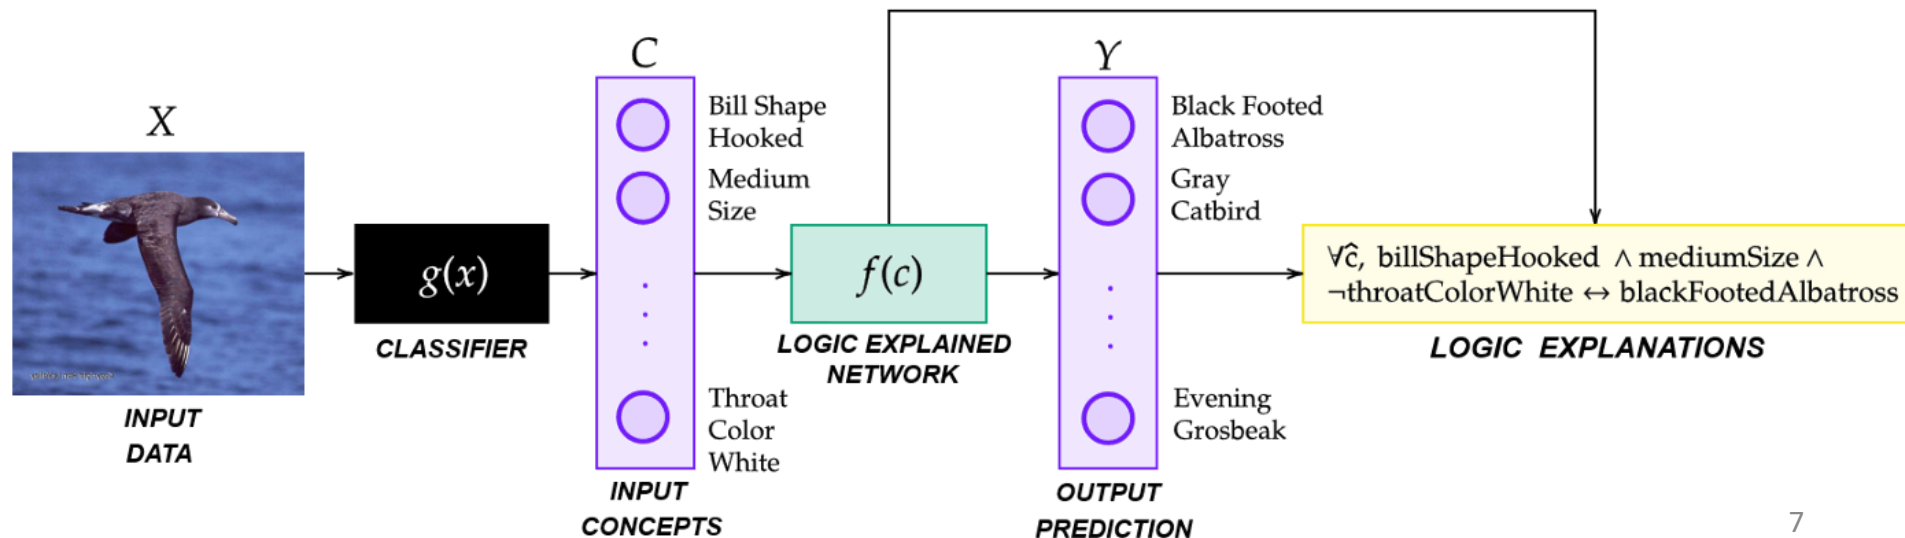 X
INPUT
DATA
g(x)
CLASSIFIER
C
Bill Shape
Hooked
Medium
Size
Throat
Color
White
INPUT
CONCEPTS
f(c)
LOGIC EXPLAINED
NETWORK
Y
Black Footed
Albatross
Gray
Catbird
Evening
Grosbeak
OUTPUT
PREDICTION
∀ĉ, billShapeHooked ∧ mediumSize ∧
¬throatColorWhite ↔ blackFootedAlbatross
LOGIC EXPLANATIONS
7